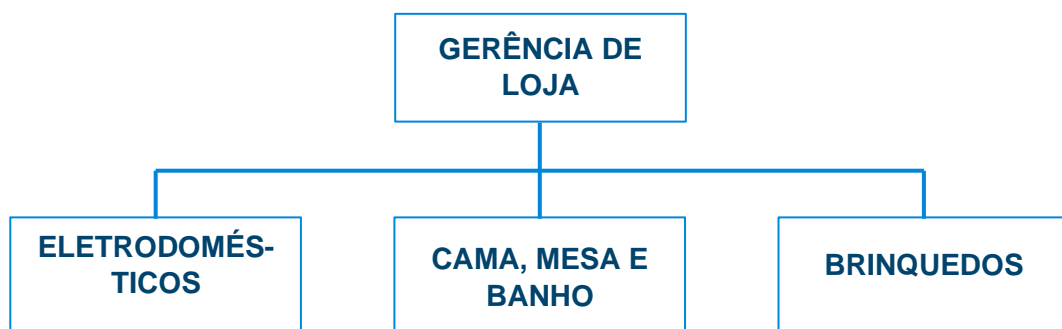 GERÊNCIA DE
LOJA
ELETRODOMÉS-
TICOS
CAMA, MESA E
BANHO
BRINQUEDOS